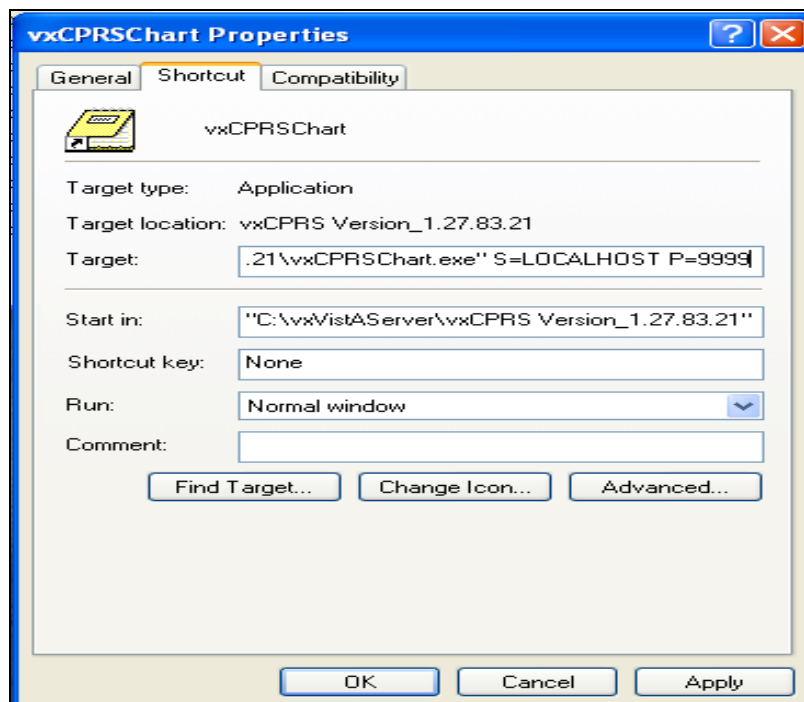 vxCPRSChart Properties
General Shortcut Compatibility
vxCPRSChart
Target type: Application
Target location: vxCPRS Version_1.27.83.21
Target: .21\vxCPRSChart.exe" S=LOCALHOST P=9999
Start in: "C:\vxVistAServer\vxCPRS Version_1.27.83.21"
Shortcut key: None
Run: Normal window
Comment:
Find Target... Change Icon... Advanced...
OK Cancel Apply